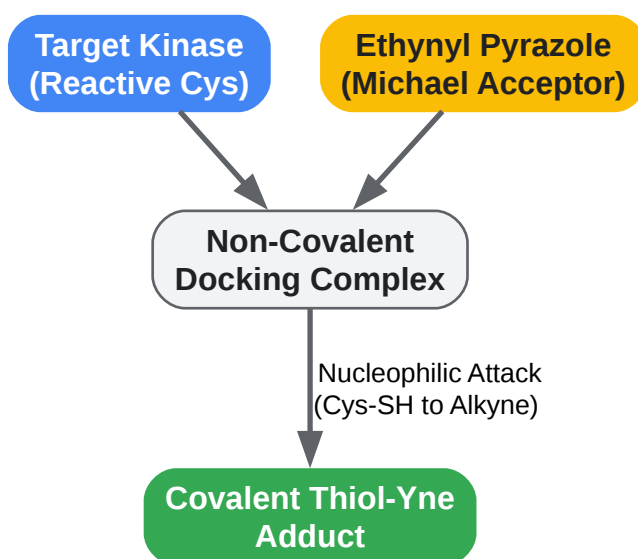 Target Kinase
(Reactive Cys)
Ethynyl Pyrazole
(Michael Acceptor)
Non-Covalent
Docking Complex
Nucleophilic Attack
(Cys-SH to Alkyne)
Covalent Thiol-Yne
Adduct